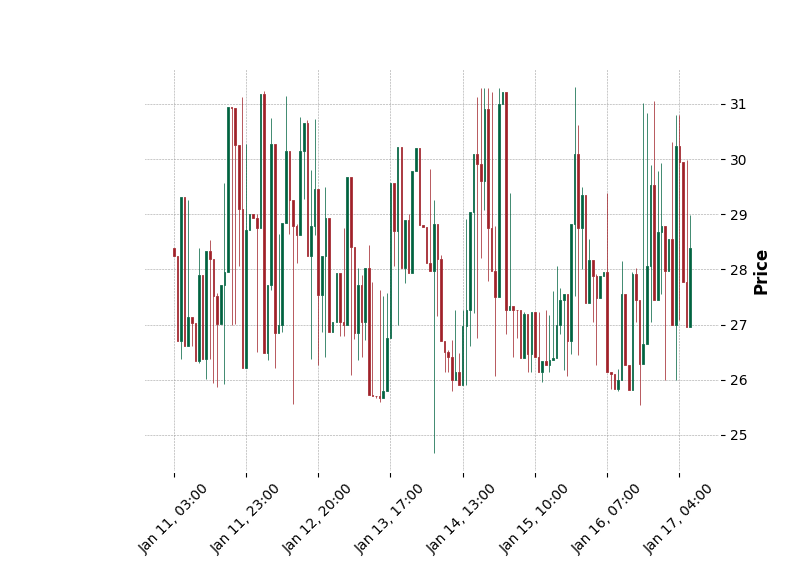 31
30
29
28
27
26
25
Price
Jan 11, 03:00
Jan 11, 23:00
Jan 12, 20:00
Jan 13, 17:00
Jan 14, 13:00
Jan 15, 10:00
Jan 16, 07:00
Jan 17, 04:00